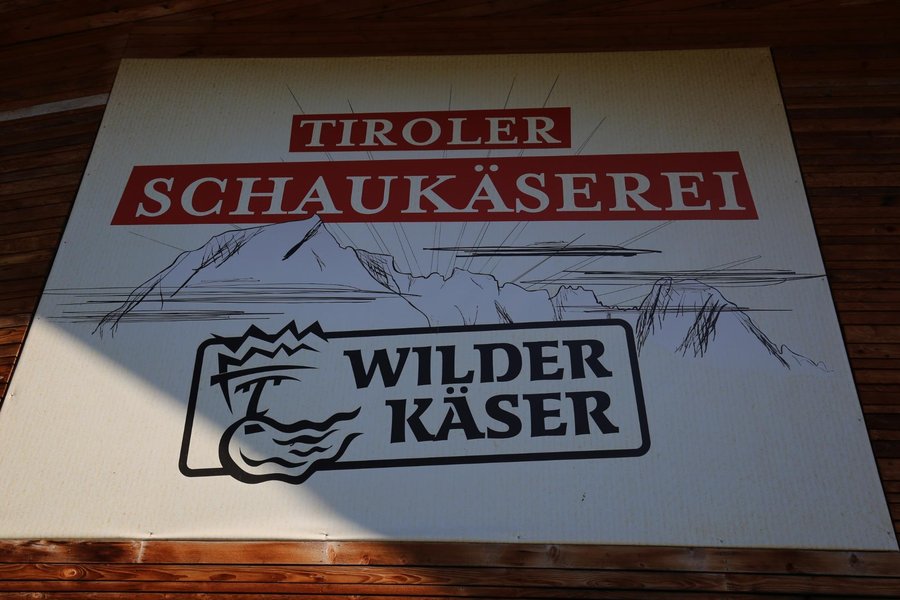 TIROLER
SCHAUKÄSEREI
WILDER
KÄSER